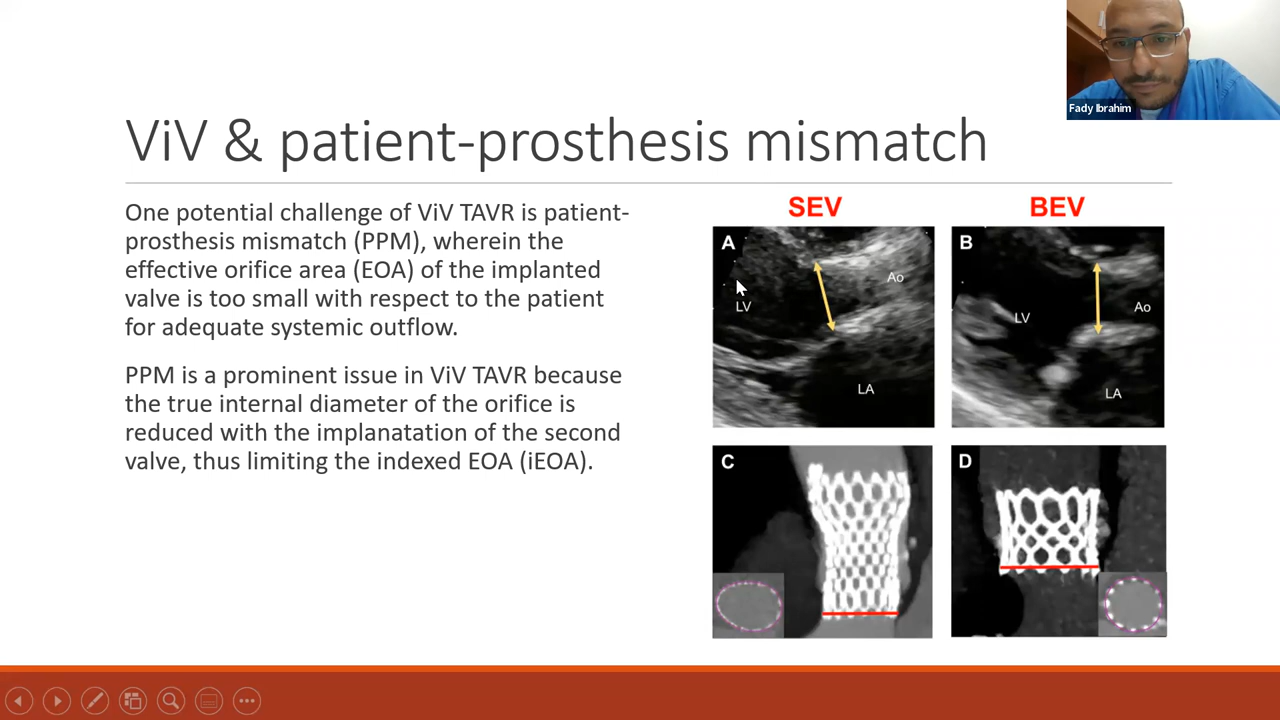 Fady Ibrahim
ViV & patient-prosthesis mismatch
One potential challenge of ViV TAVR is patient-
prosthesis mismatch (PPM), wherein the
effective orifice area (EOA) of the implanted
valve is too small with respect to the patient
for adequate systemic outflow.
PPM is a prominent issue in ViV TAVR because
the true internal diameter of the orifice is
reduced with the implanatation of the second
valve, thus limiting the indexed EOA (iEOA).
SEV
BEV
A
Ao
LV
LA
B
LV
Ao
LA
C
D